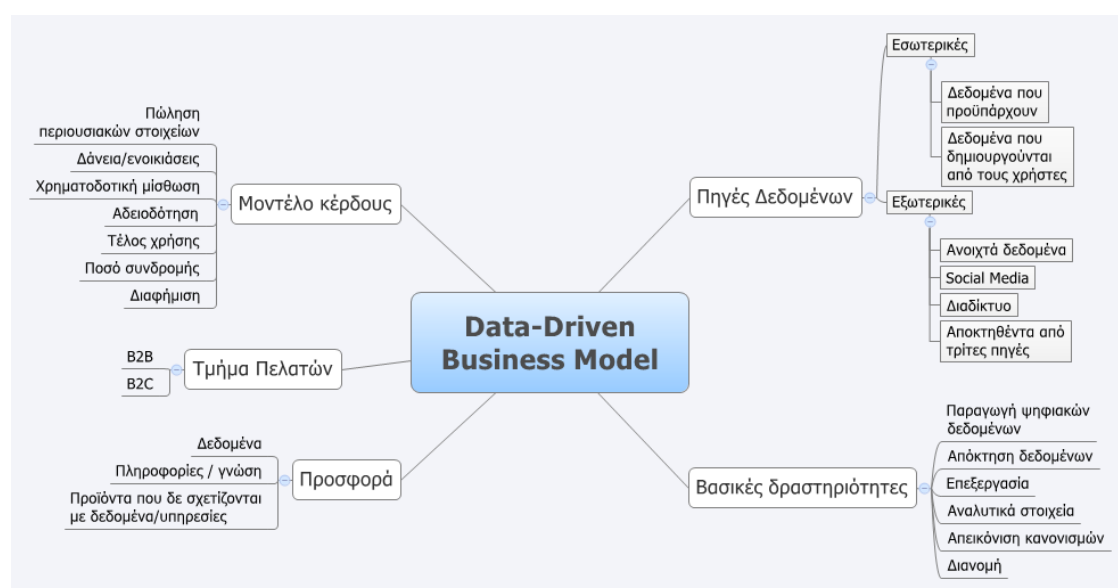 Data-Driven
Business Model
Πηγές Δεδομένων
Εσωτερικές
Δεδομένα που
προϋπάρχουν
Δεδομένα που
δημιουργούνται
από τους χρήστες
Εξωτερικές
Ανοιχτά δεδομένα
Social Media
Διαδίκτυο
Αποκτηθέντα από
τρίτες πηγές
Βασικές δραστηριότητες
Παραγωγή ψηφιακών
δεδομένων
Απόκτηση δεδομένων
Επεξεργασία
Αναλυτικά στοιχεία
Απεικόνιση κανονισμών
Διανομή
Μοντέλο κέρδους
Πώληση
περιουσιακών στοιχείων
Δάνεια/ενοικιάσεις
Χρηματοδοτική μίσθωση
Αδειοδότηση
Τέλος χρήσης
Ποσό συνδρομής
Διαφήμιση
Τμήμα Πελατών
B2B
B2C
Προσφορά
Δεδομένα
Πληροφορίες / γνώση
Προϊόντα που δε σχετίζονται
με δεδομένα/υπηρεσίες